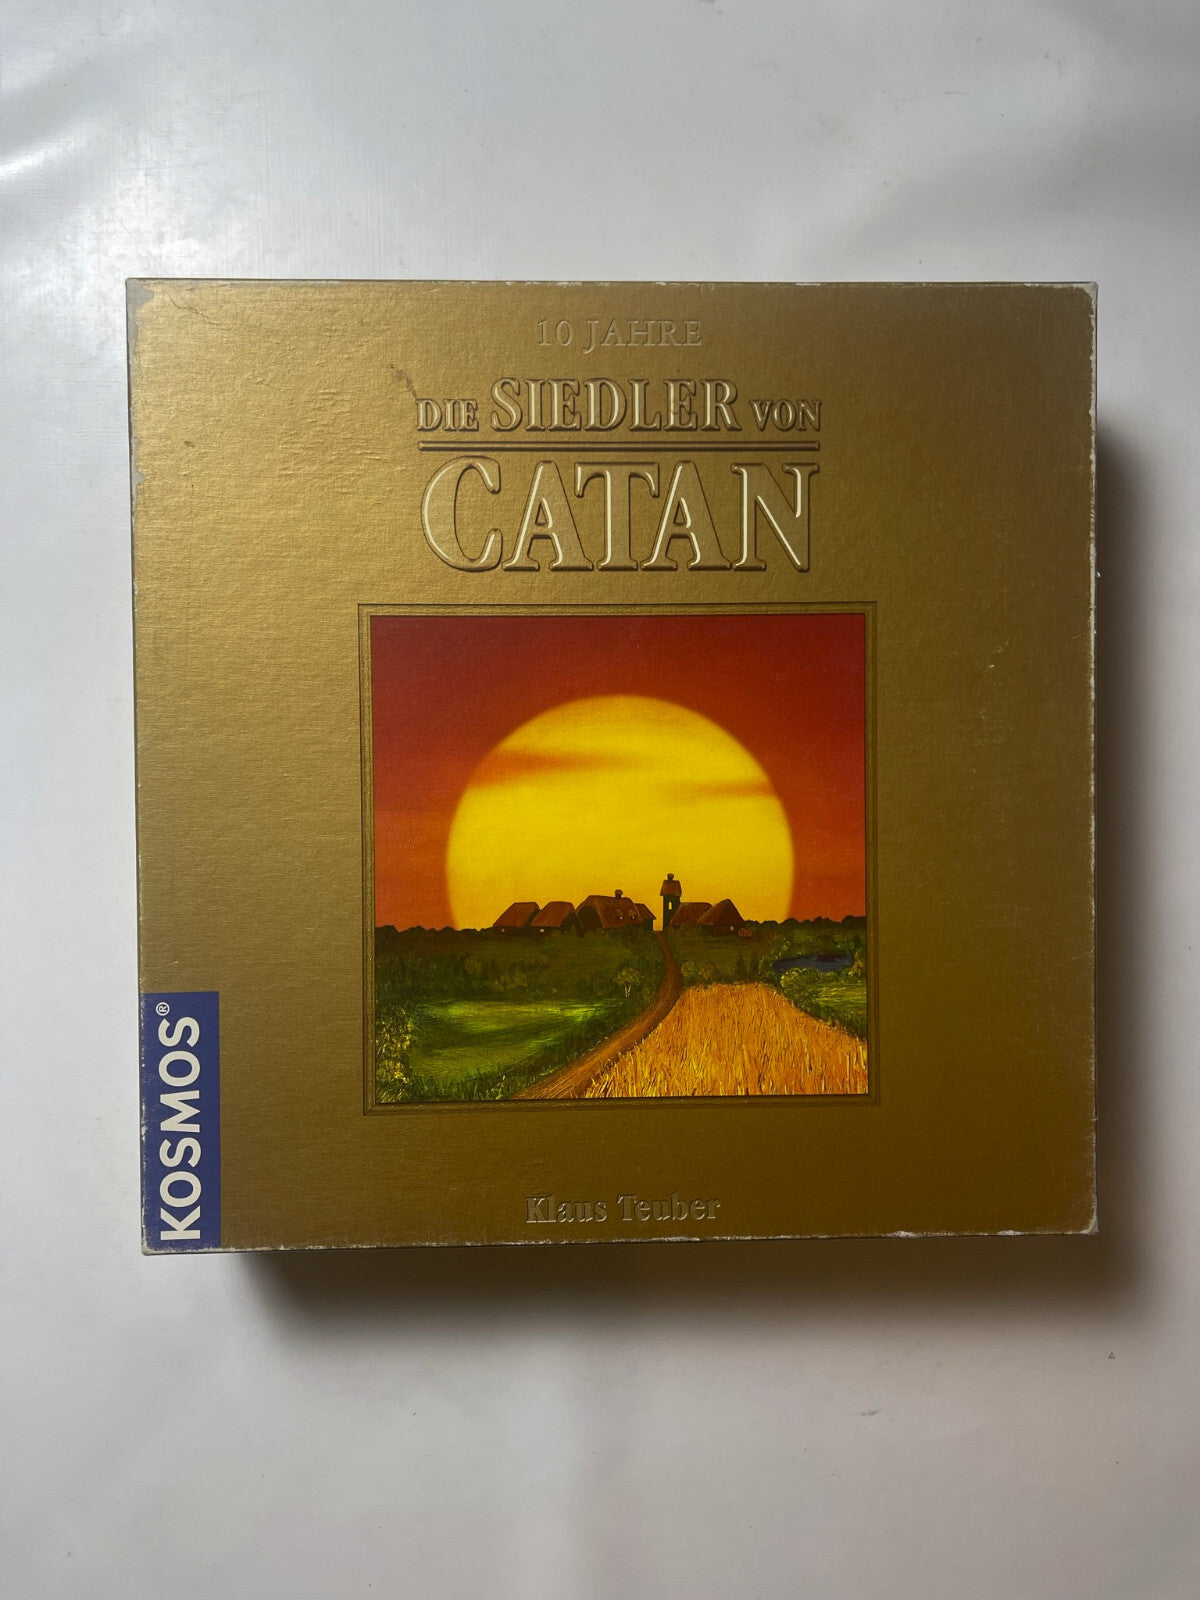 10 JAHRE
DIE SIEDLER VON
CATAN
KOSMOS®
Klaus Teuber